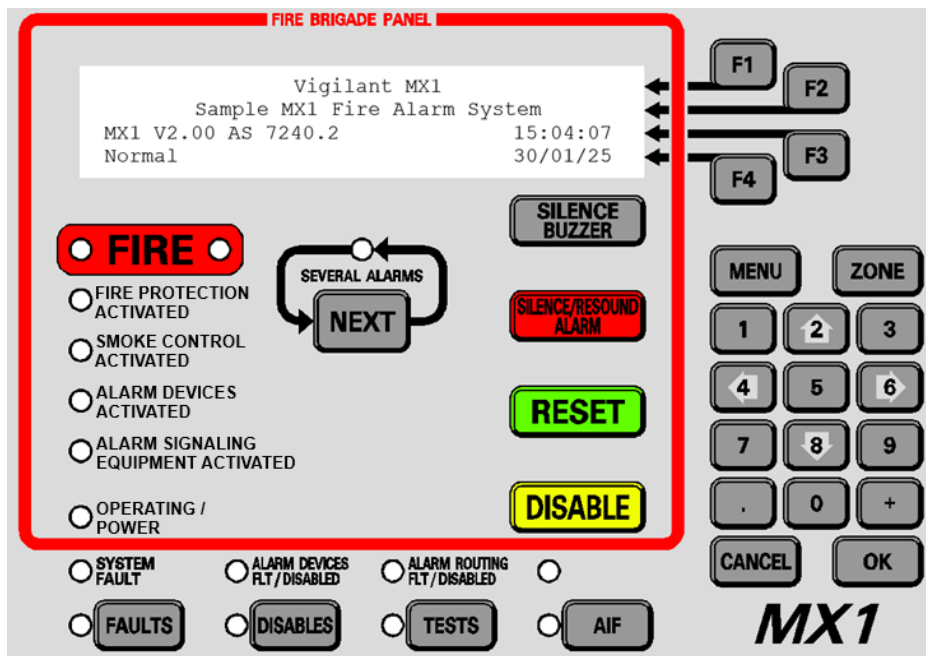 FIRE BRIGADE PANEL
Vigilant MX1
Sample MX1 Fire Alarm System
MX1 V2.00 AS 7240.2 15:04:07
Normal 30/01/25
F1
F2
F3
F4
SILENCE
BUZZER
FIRE
SEVERAL ALARMS
NEXT
FIRE PROTECTION
ACTIVATED
SMOKE CONTROL
ACTIVATED
ALARM DEVICES
ACTIVATED
ALARM SIGNALING
EQUIPMENT ACTIVATED
OPERATING /
POWER
SILENCE/RESOUND
ALARM
RESET
DISABLE
MENU ZONE
1 2 3
4 5 6
7 8 9
. 0 +
CANCEL OK
SYSTEM
FAULT
ALARM DEVICES
FLT / DISABLED
ALARM ROUTING
FLT / DISABLED
FAULTS DISABLES TESTS AIF
MX1